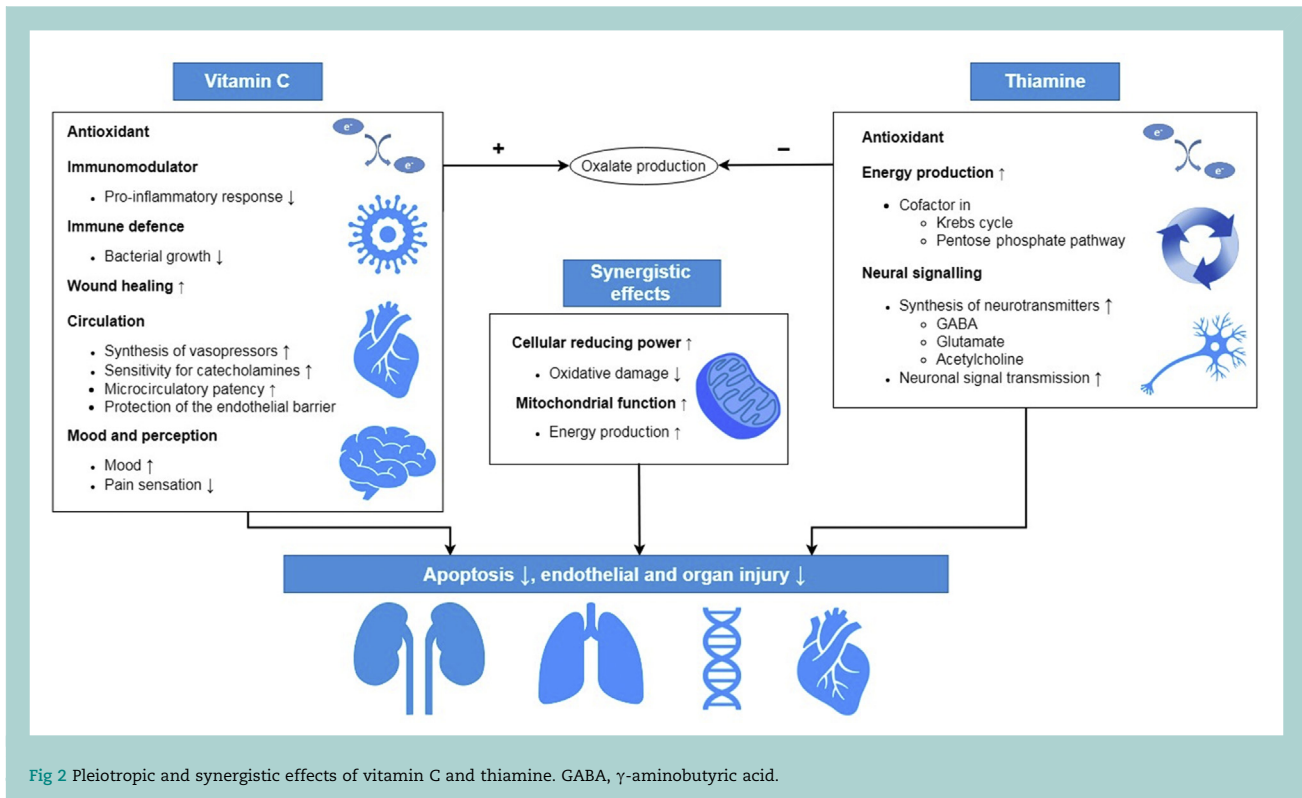 Vitamin C
Antioxidant
e-
e-
Immunomodulator
• Pro-inflammatory response ↓
Immune defence
• Bacterial growth ↓
Wound healing ↑
Circulation
• Synthesis of vasopressors ↑
• Sensitivity for catecholamines ↑
• Microcirculatory patency ↑
• Protection of the endothelial barrier
Mood and perception
• Mood ↑
• Pain sensation ↓
+
Oxalate production
−
Synergistic
effects
Cellular reducing power ↑
• Oxidative damage ↓
Mitochondrial function ↑
• Energy production ↑
Thiamine
Antioxidant
e-
e-
Energy production ↑
• Cofactor in
o Krebs cycle
o Pentose phosphate pathway
Neural signalling
• Synthesis of neurotransmitters ↑
o GABA
o Glutamate
o Acetylcholine
• Neuronal signal transmission ↑
Apoptosis ↓, endothelial and organ injury ↓
Fig 2 Pleiotropic and synergistic effects of vitamin C and thiamine. GABA, γ-aminobutyric acid.